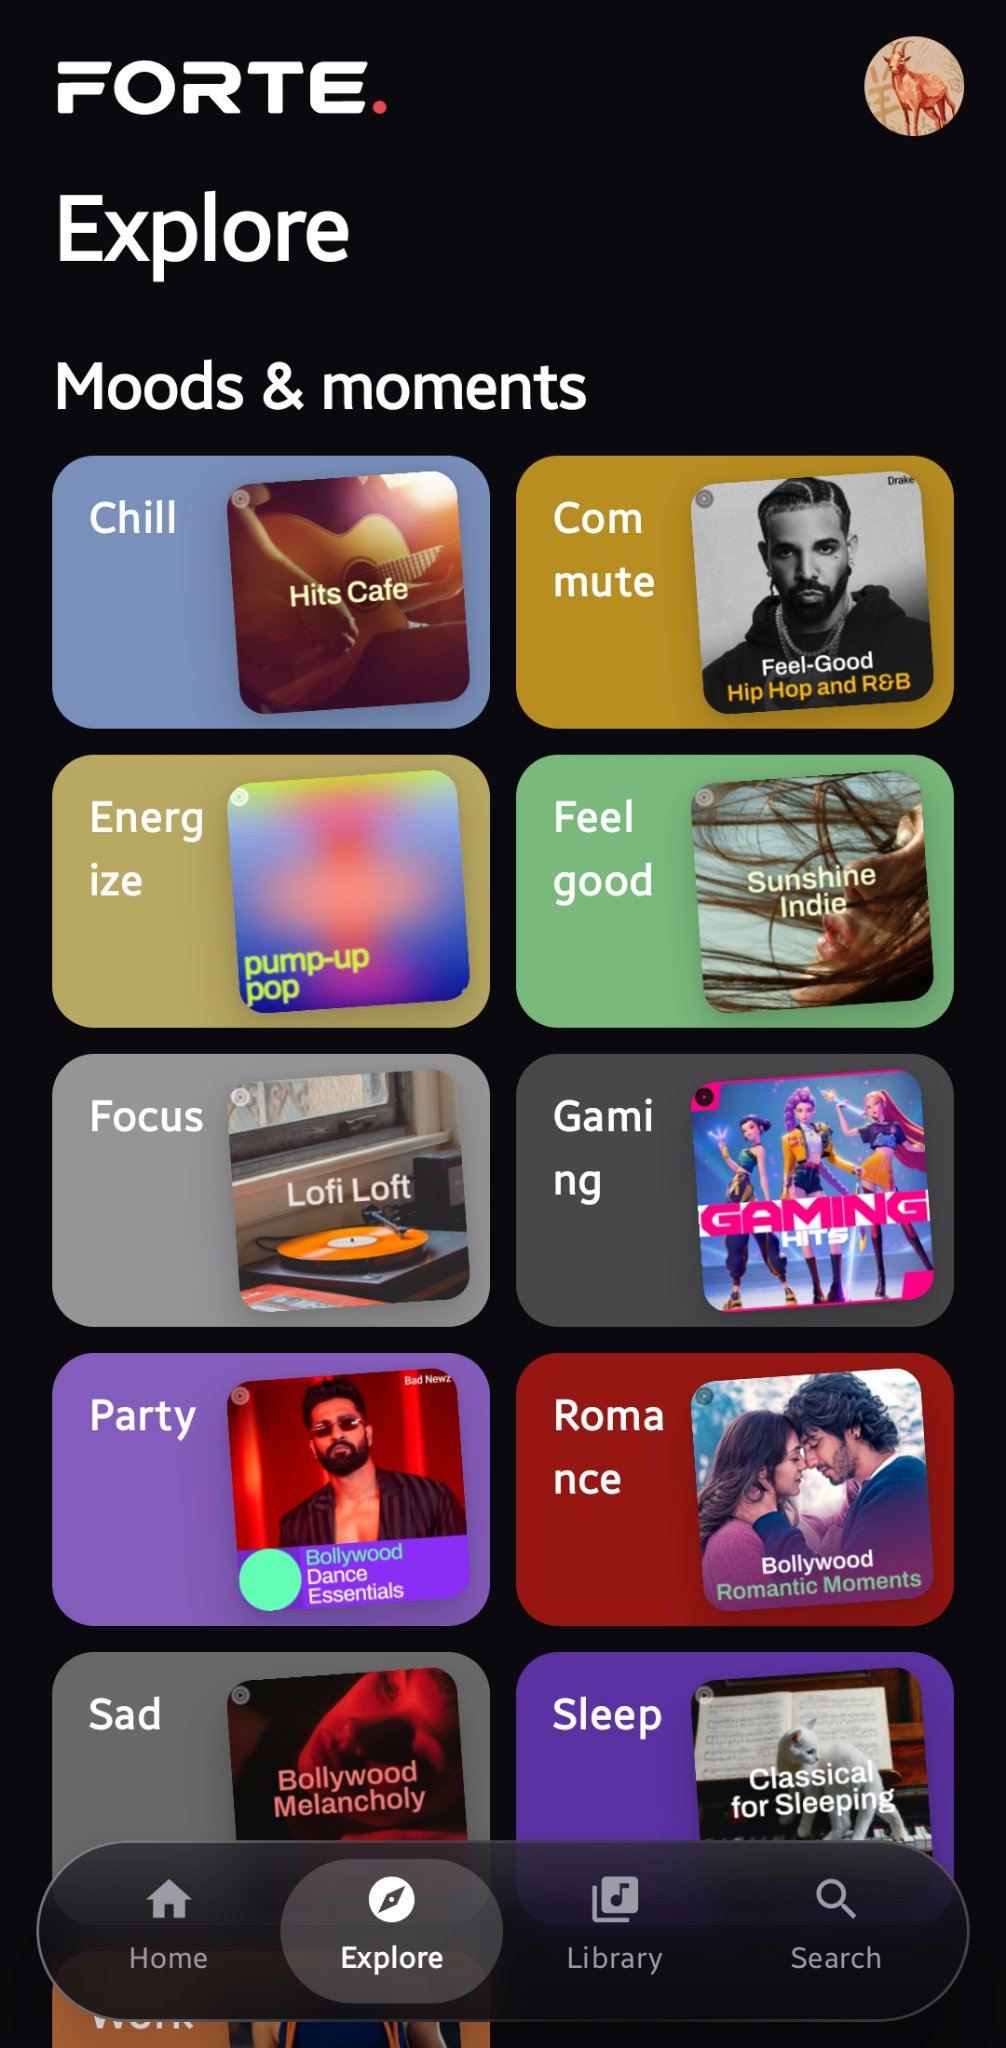 FORTE.
Explore
Moods & moments
Chill
Hits Cafe
Com
mute
Drake
Feel-Good
Hip Hop and R&B
Energ
ize
pump-up
pop
Feel
good
Sunshine
Indie
Focus
Lofi Loft
Gami
ng
GAMING
HITS
Party
Bad Newz
Bollywood
Dance
Essentials
Roma
nce
Bollywood
Romantic Moments
Sad
Bollywood
Melancholy
Sleep
Classical
for Sleeping
Home
Explore
Library
Search
Work